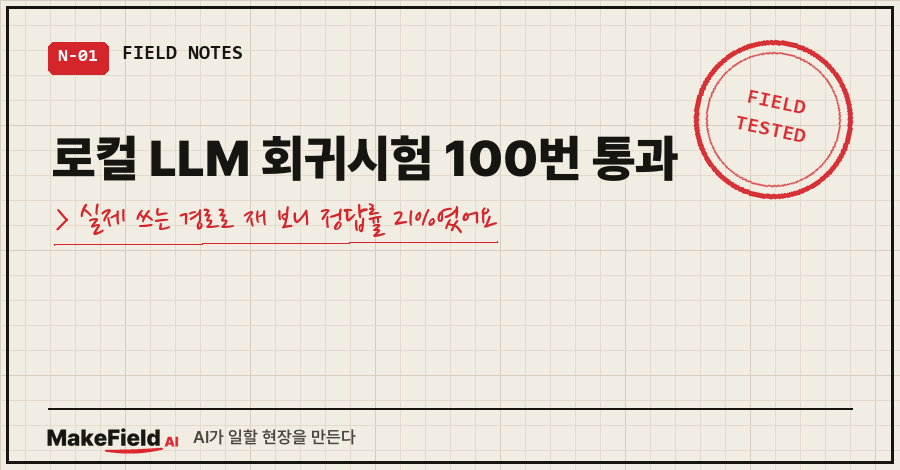 N-01 FIELD NOTES
FIELD
TESTED
로컬 LLM 회귀시험 100번 통과
> 실제 쓰는 경로로 재 보니 정답률 21%였어요
MakeField AI AI가 일할 현장을 만든다